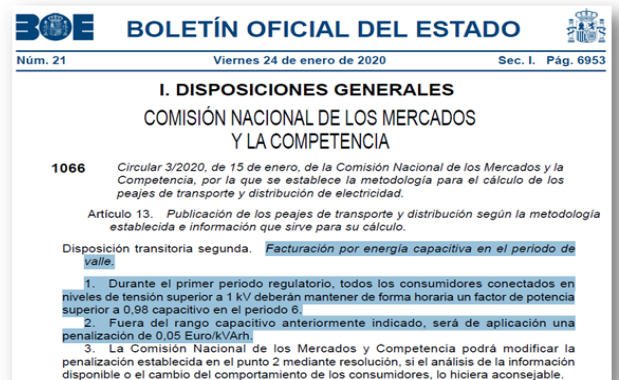 BOE
BOLETÍN OFICIAL DEL ESTADO
Núm. 21 Viernes 24 de enero de 2020 Sec. I. Pág. 6953
I. DISPOSICIONES GENERALES
COMISIÓN NACIONAL DE LOS MERCADOS
Y LA COMPETENCIA
1066 Circular 3/2020, de 15 de enero, de la Comisión Nacional de los Mercados y la
Competencia, por la que se establece la metodología para el cálculo de los
peajes de transporte y distribución de electricidad.
Artículo 13. Publicación de los peajes de transporte y distribución según la metodología
establecida e información que sirve para su cálculo.
Disposición transitoria segunda. Facturación por energía capacitiva en el periodo de
valle.
1. Durante el primer periodo regulatorio, todos los consumidores conectados en
niveles de tensión superior a 1 kV deberán mantener de forma horaria un factor de potencia
superior a 0,98 capacitivo en el periodo 6.
2. Fuera del rango capacitivo anteriormente indicado, será de aplicación una
penalización de 0,05 Euro/kVArh.
3. La Comisión Nacional de los Mercados y Competencia podrá modificar la
penalización establecida en el punto 2 mediante resolución, si el análisis de la información
disponible o el cambio del comportamiento de los consumidores, lo hiciera aconsejable.